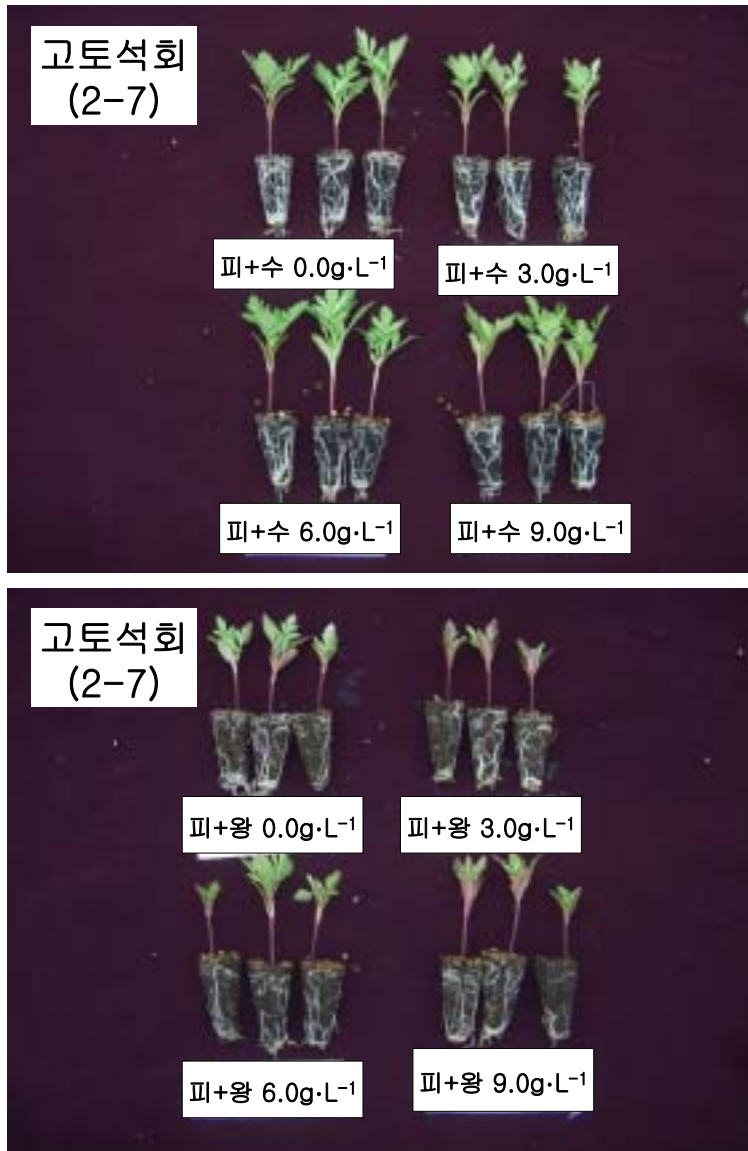 고토석회
(2-7)
피+수 0.0g·L⁻¹
피+수 3.0g·L⁻¹
피+수 6.0g·L⁻¹
피+수 9.0g·L⁻¹
고토석회
(2-7)
피+왕 0.0g·L⁻¹
피+왕 3.0g·L⁻¹
피+왕 6.0g·L⁻¹
피+왕 9.0g·L⁻¹